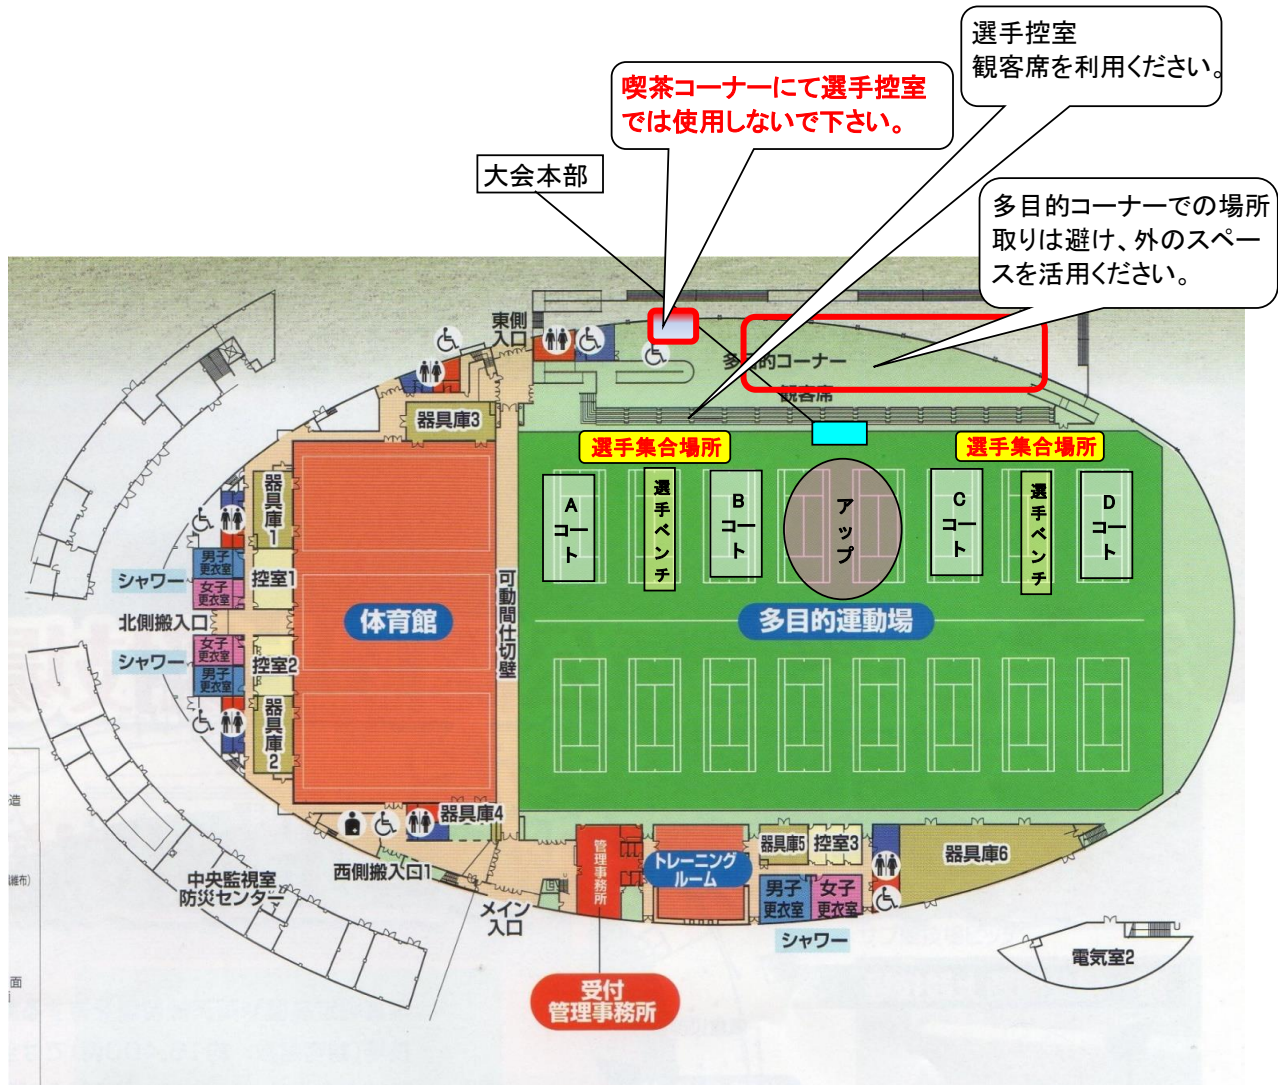 選手控室
観客席を利用ください。
喫茶コーナーにて選手控室
では使用しないで下さい。
大会本部
多目的コーナーでの場所
取りは避け、外のスペー
スを活用ください。
東側
入口
多目的コーナー
観客席
器具庫3
選手集合場所
選手集合場所
器具庫1
Aコート
選手ベンチ
Bコート
アップ
Cコート
選手ベンチ
Dコート
男子
更衣室
シャワー
女子
更衣室
控室1
可動間仕切壁
北側搬入口
体育館
多目的運動場
女子
更衣室
シャワー
男子
更衣室
控室2
器具庫2
造
器具庫4
管理事務所
トレーニング
ルーム
器具庫5
控室3
器具庫6
西側搬入口1
中央監視室
防災センター
男子
更衣室
女子
更衣室
メイン
入口
シャワー
電気室2
面
受付
管理事務所